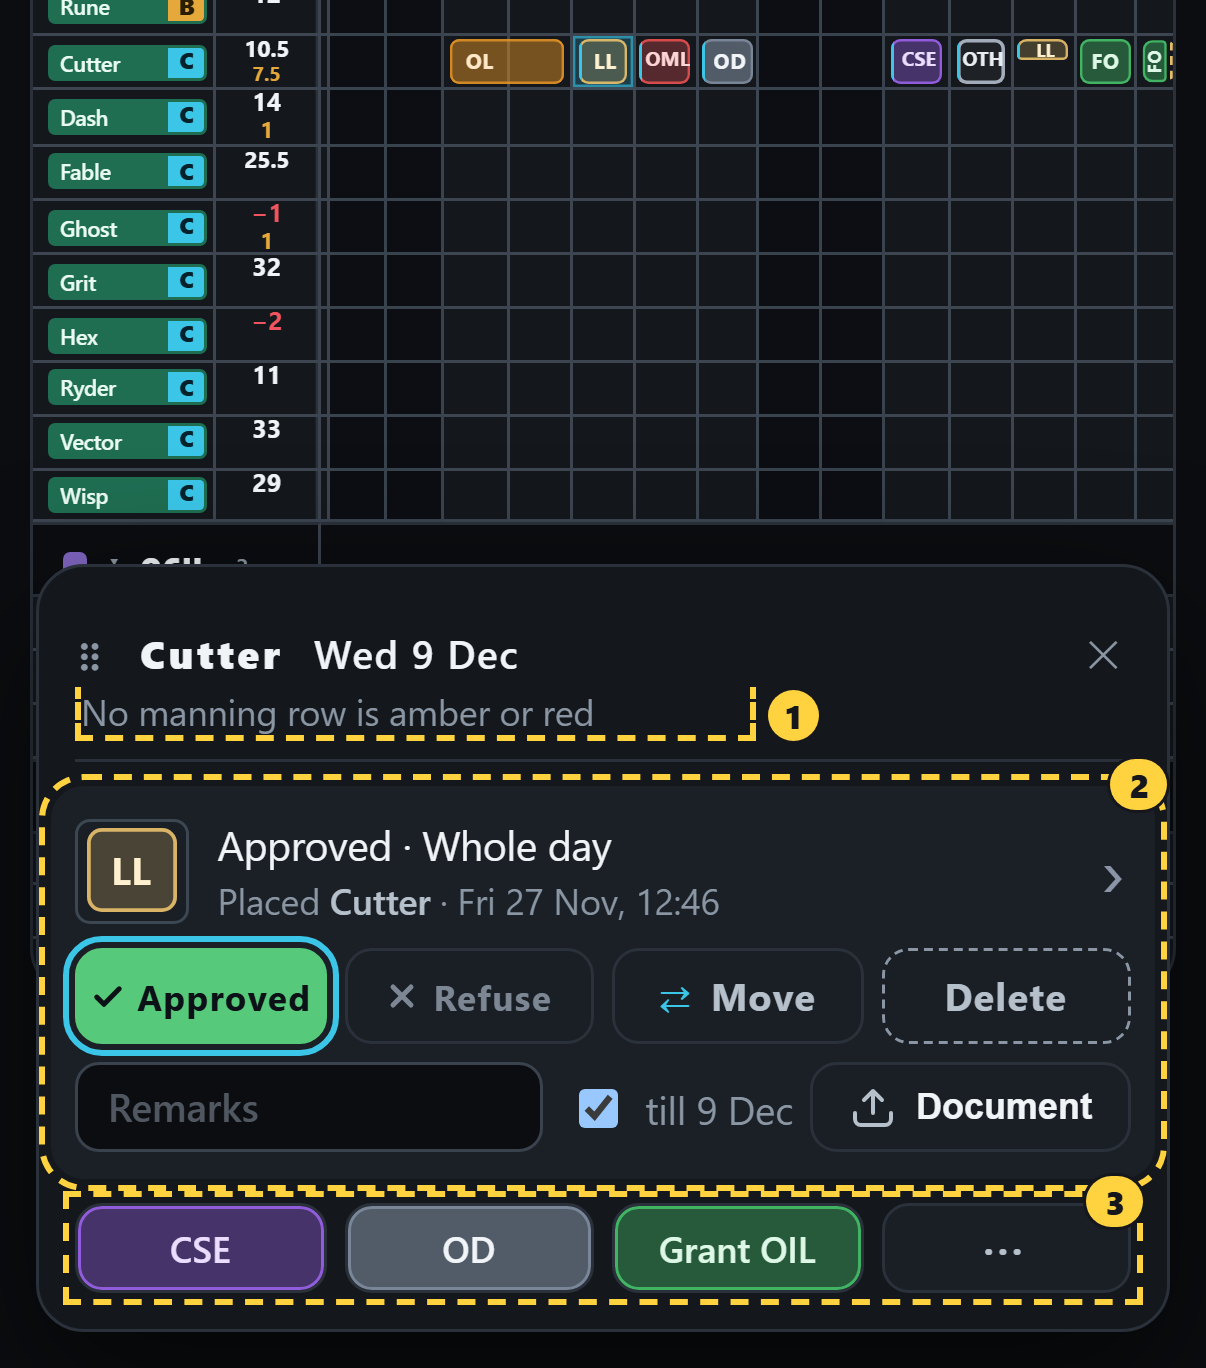 Rune B 12
Cutter C 10.5 OL LL OML OD CSE OTH LL FO FO
7.5
Dash C 14
1
Fable C 25.5
Ghost C −1
1
Grit C 32
Hex C −2
Ryder C 11
Vector C 33
Wisp C 29
Cutter Wed 9 Dec
No manning row is amber or red
1
2
LL Approved · Whole day
Placed Cutter · Fri 27 Nov, 12:46
Approved Refuse Move Delete
Remarks till 9 Dec Document
3
CSE OD Grant OIL ...